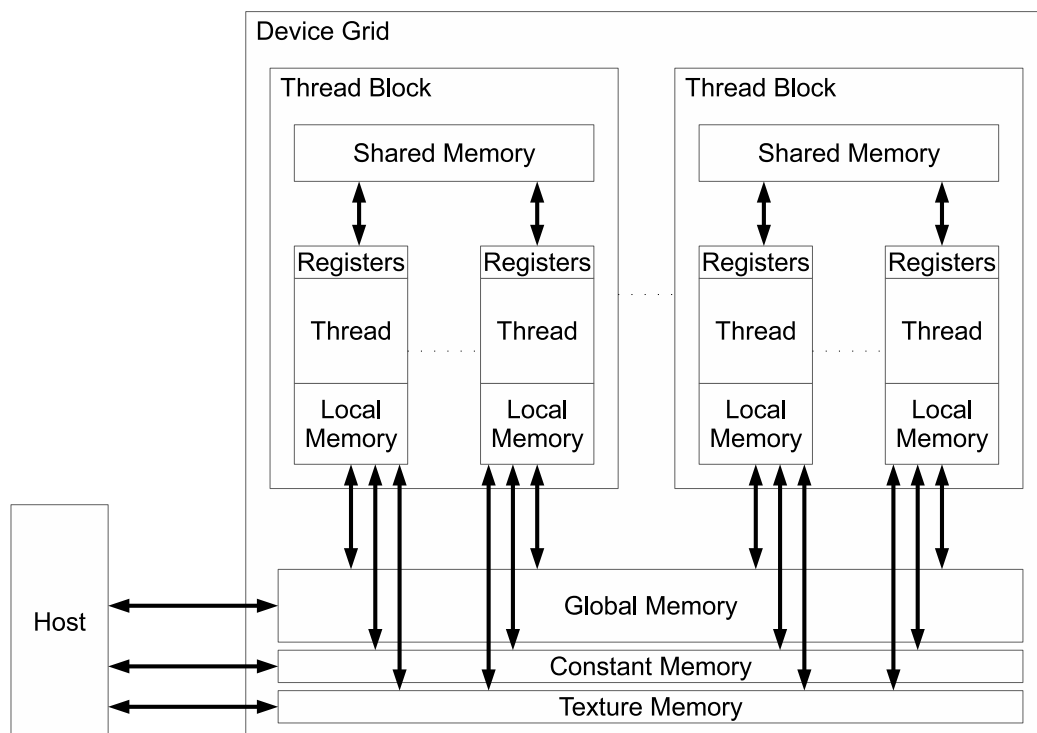 Device Grid
Thread Block
Thread Block
Shared Memory
Shared Memory
Registers
Registers
Registers
Registers
Thread
Thread
Thread
Thread
Local
Memory
Local
Memory
Local
Memory
Local
Memory
Host
Global Memory
Constant Memory
Texture Memory